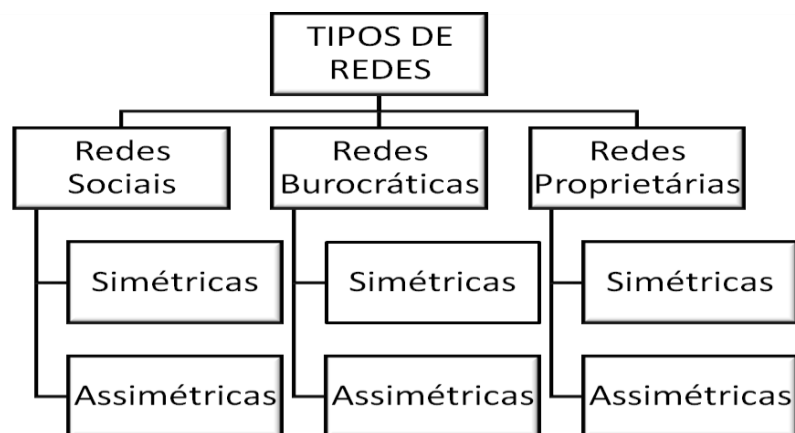 TIPOS DE
REDES
Redes
Sociais
Redes
Burocráticas
Redes
Proprietárias
Simétricas
Simétricas
Simétricas
Assimétricas
Assimétricas
Assimétricas